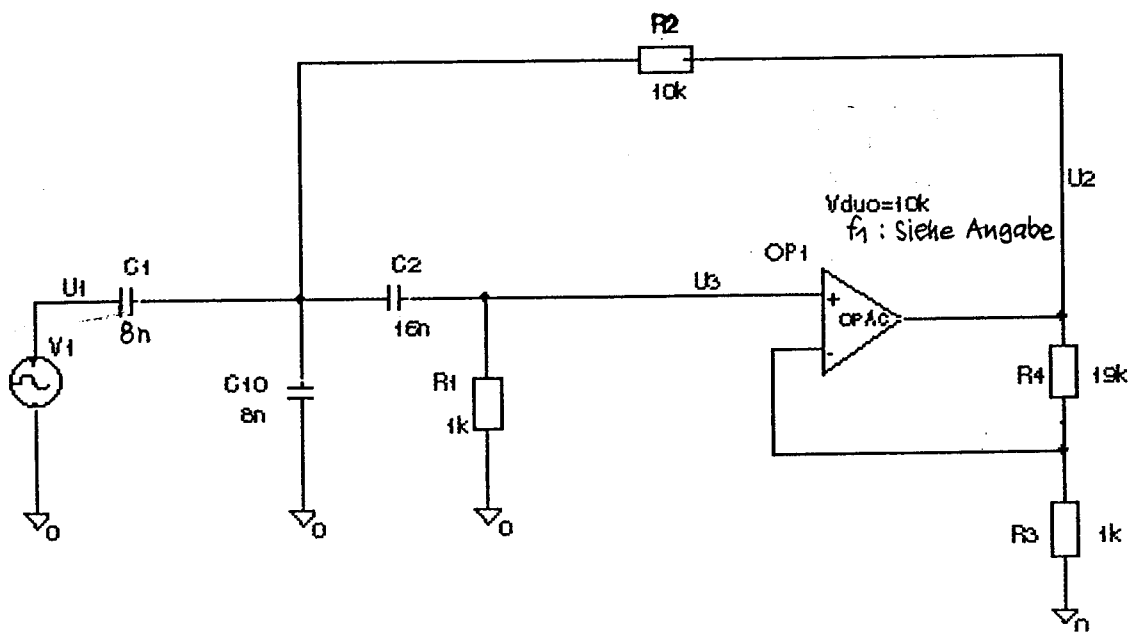 R2
10k
U2
Vduo=10k
f1 : Siehe Angabe
OP1
C1
C2
U1
U3
+
OPAC
-
8n
16n
V1
C10
8n
R1
1k
R4
19k
R3
1k
0
0
0
0